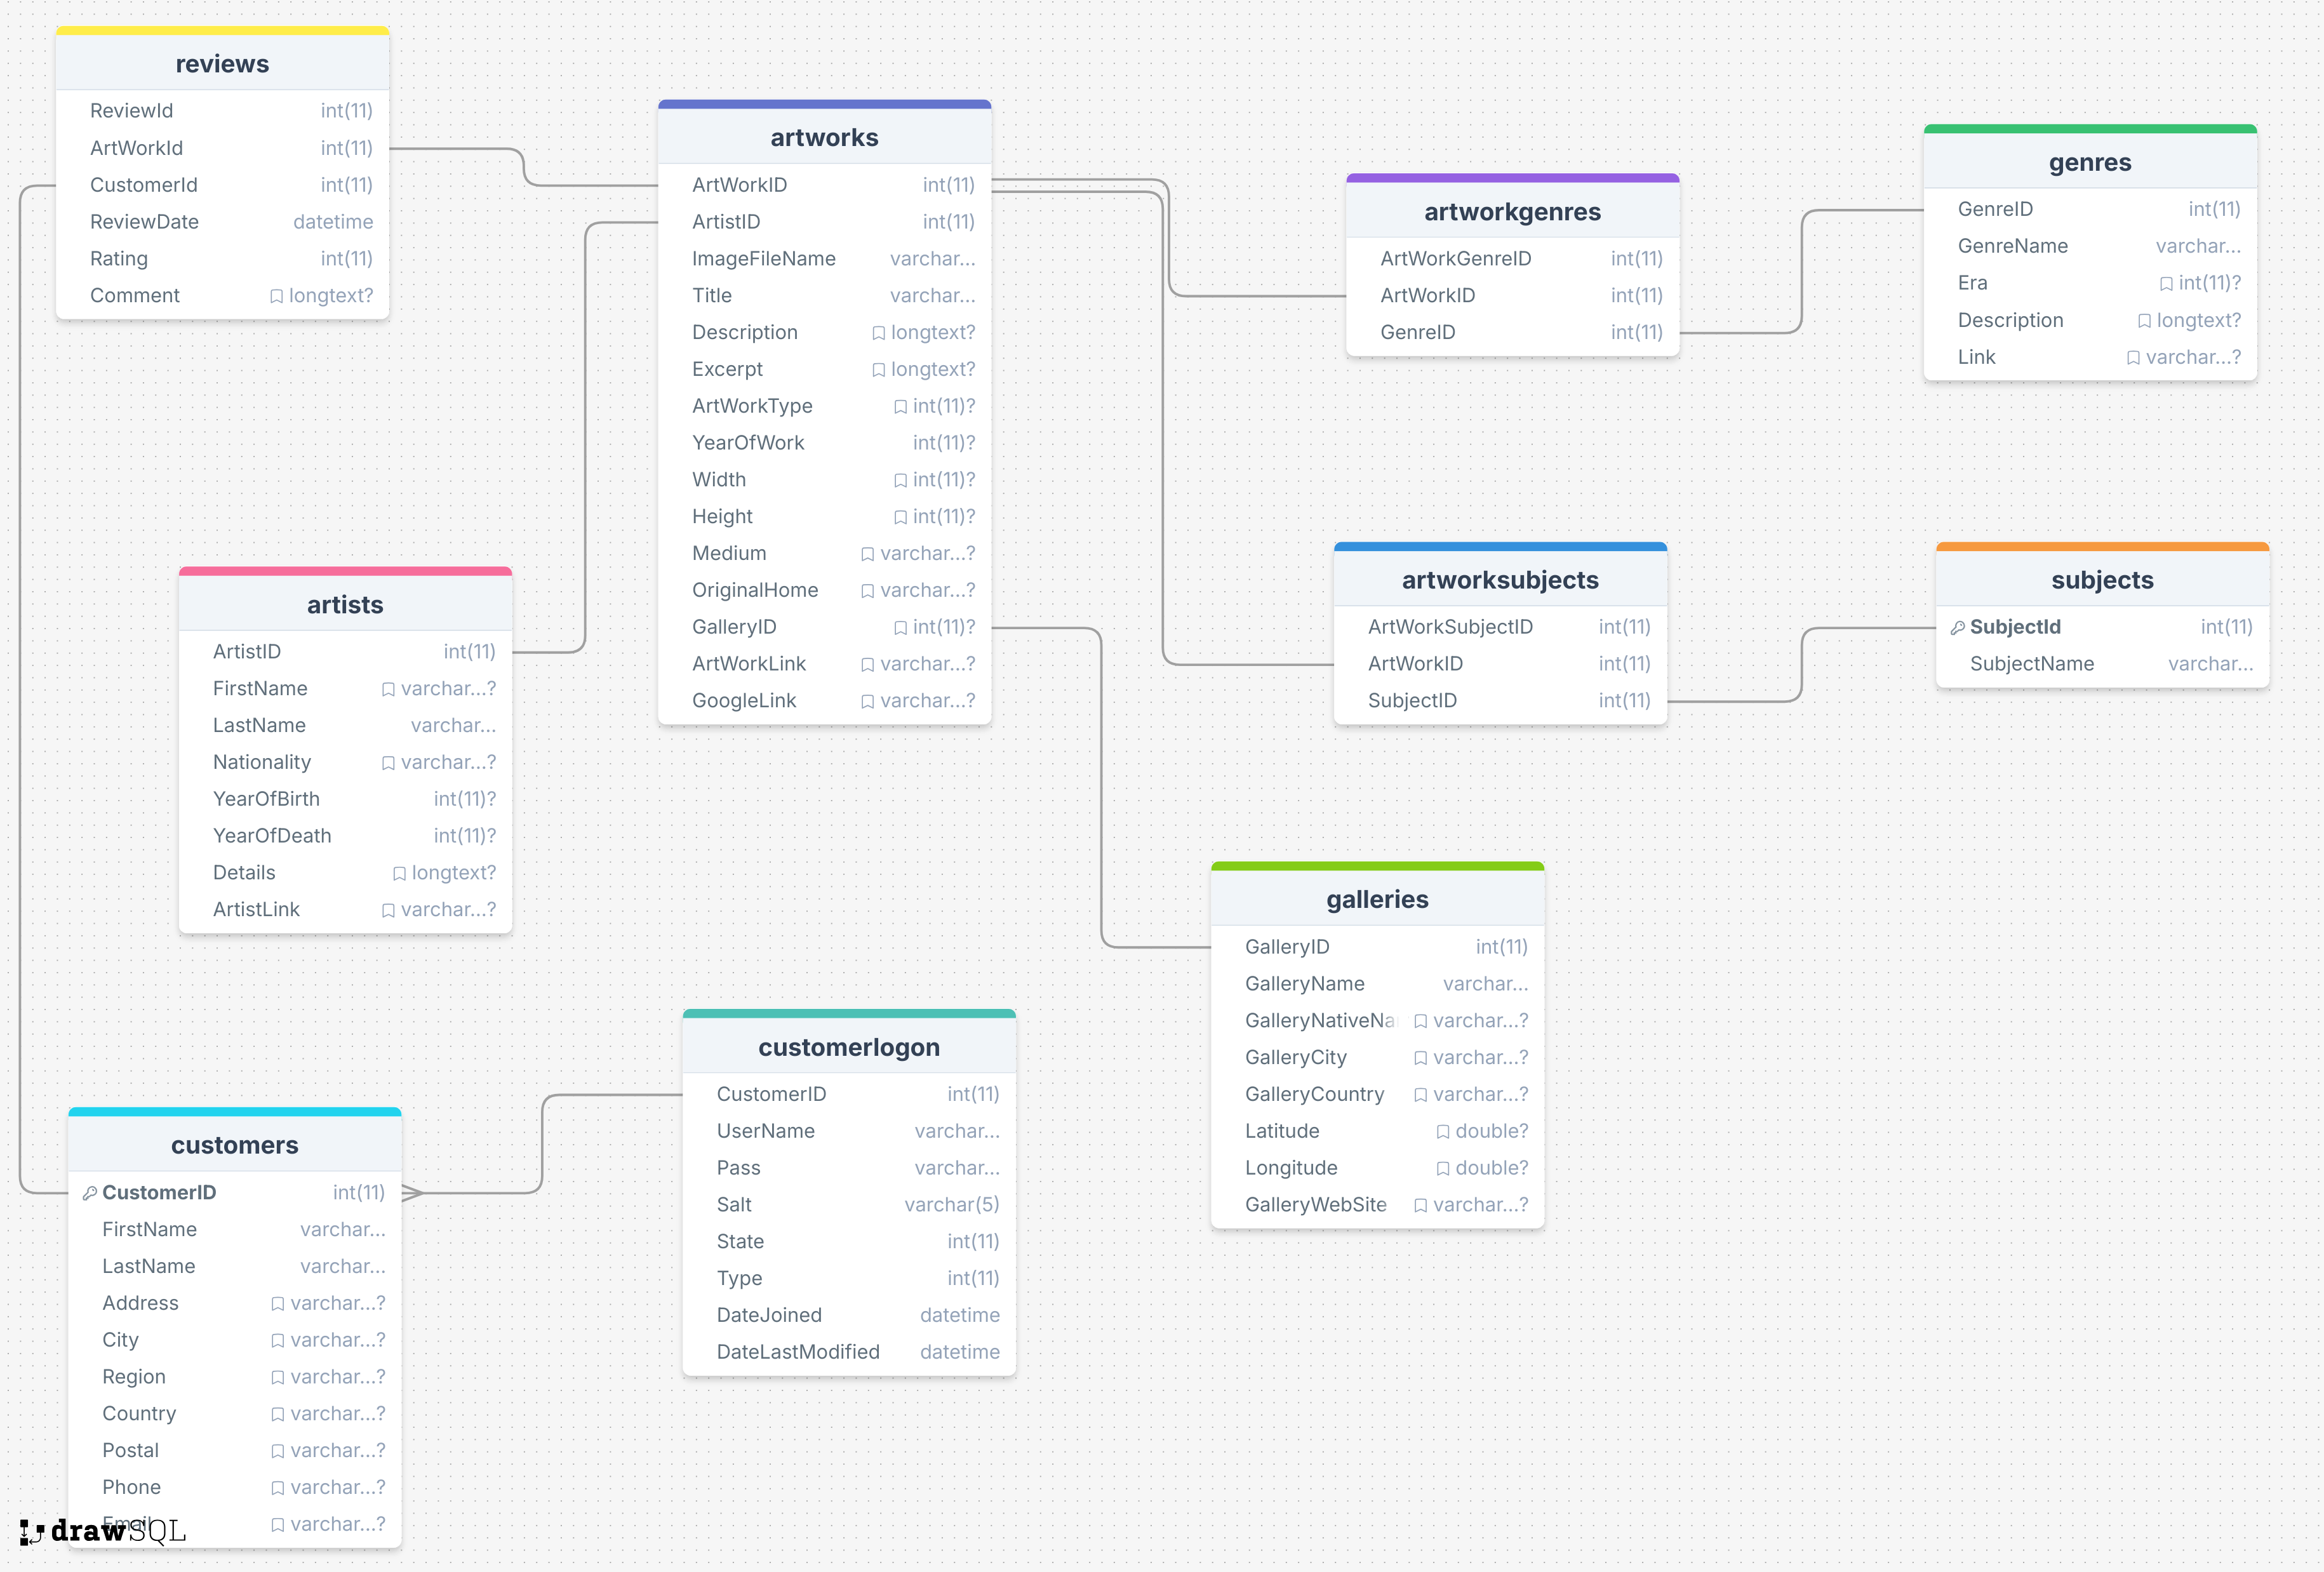 reviews
ReviewId int(11)
ArtWorkId int(11)
CustomerId int(11)
ReviewDate datetime
Rating int(11)
Comment longtext?
artworks
ArtWorkID int(11)
ArtistID int(11)
ImageFileName varchar...
Title varchar...
Description longtext?
Excerpt longtext?
ArtWorkType int(11)?
YearOfWork int(11)?
Width int(11)?
Height int(11)?
Medium varchar...?
OriginalHome varchar...?
GalleryID int(11)?
ArtWorkLink varchar...?
GoogleLink varchar...?
artworkgenres
ArtWorkGenreID int(11)
ArtWorkID int(11)
GenreID int(11)
genres
GenreID int(11)
GenreName varchar...
Era int(11)?
Description longtext?
Link varchar...?
artists
ArtistID int(11)
FirstName varchar...?
LastName varchar...
Nationality varchar...?
YearOfBirth int(11)?
YearOfDeath int(11)?
Details longtext?
ArtistLink varchar...?
artworksubjects
ArtWorkSubjectID int(11)
ArtWorkID int(11)
SubjectID int(11)
subjects
SubjectId int(11)
SubjectName varchar...
galleries
GalleryID int(11)
GalleryName varchar...
GalleryNativeNa varchar...?
GalleryCity varchar...?
GalleryCountry varchar...?
Latitude double?
Longitude double?
GalleryWebSite varchar...?
customerlogon
CustomerID int(11)
UserName varchar...
Pass varchar...
Salt varchar(5)
State int(11)
Type int(11)
DateJoined datetime
DateLastModified datetime
customers
CustomerID int(11)
FirstName varchar...
LastName varchar...
Address varchar...?
City varchar...?
Region varchar...?
Country varchar...?
Postal varchar...?
Phone varchar...?
Email varchar...?
drawSQL